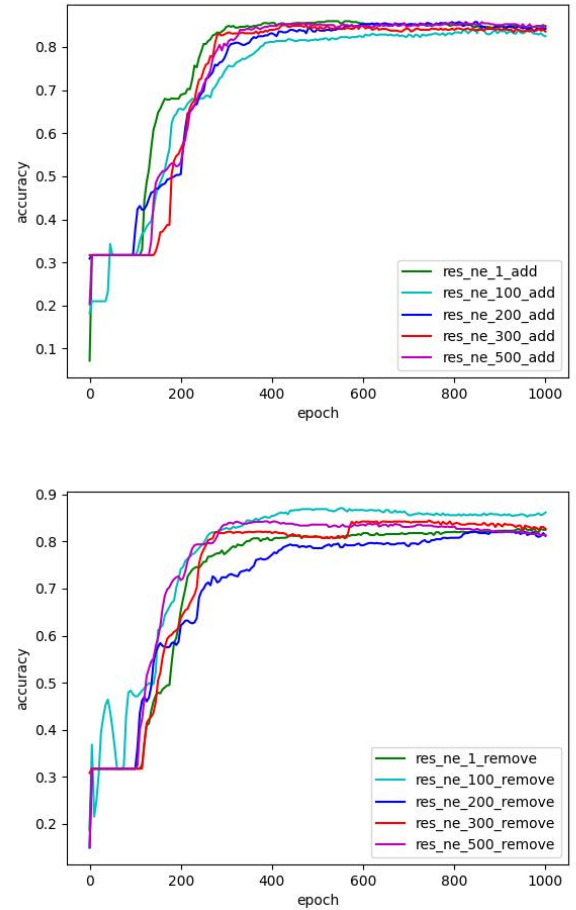 0.8
0.7
0.6
0.5
0.4
0.3
0.2
0.1
accuracy
res_ne_1_add
res_ne_100_add
res_ne_200_add
res_ne_300_add
res_ne_500_add
0 200 400 600 800 1000
epoch
0.9
0.8
0.7
0.6
0.5
0.4
0.3
0.2
accuracy
res_ne_1_remove
res_ne_100_remove
res_ne_200_remove
res_ne_300_remove
res_ne_500_remove
0 200 400 600 800 1000
epoch